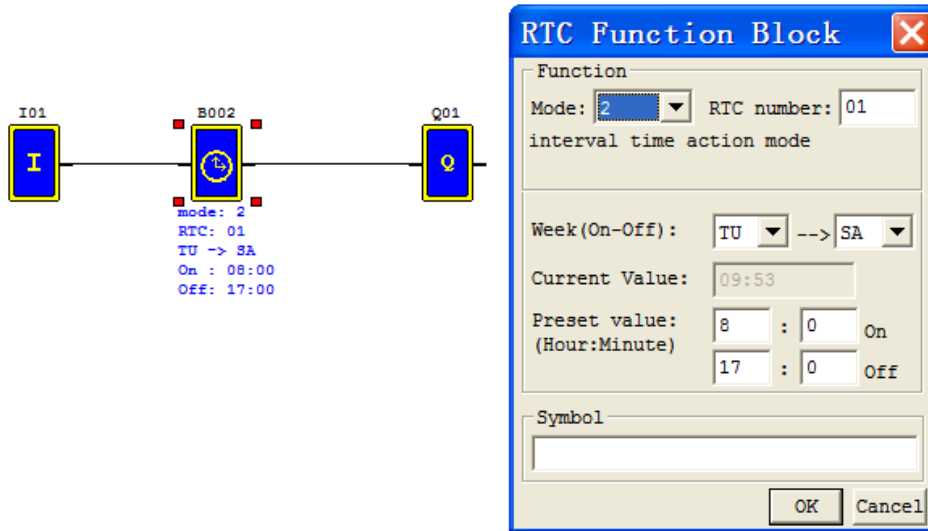 I01
B002
Q01
I
Q
mode: 2
RTC: 01
TU -> SA
On : 08:00
Off: 17:00
RTC Function Block
Function
Mode: 2 RTC number: 01
interval time action mode
Week(On-Off): TU --> SA
Current Value: 09:53
Preset value: 8 : 0 On
(Hour:Minute)
17 : 0 Off
Symbol
OK Cancel